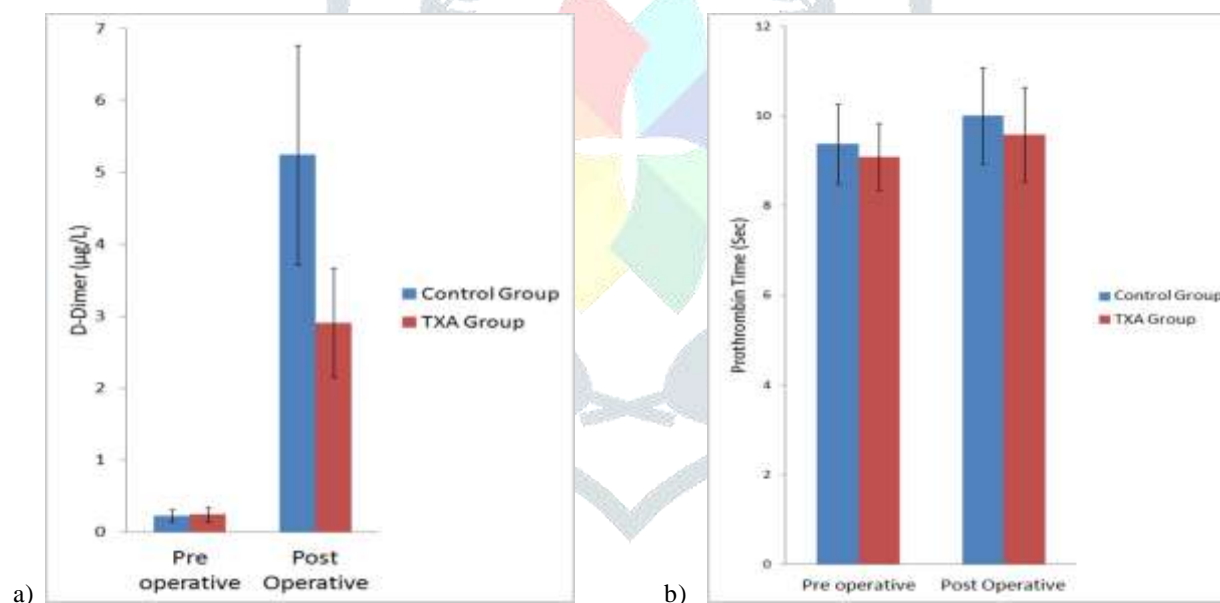 7
6
5
4
3
2
1
0
D-Dimer (µg/L)
Pre
operative
Post
Operative
Control Group
TXA Group
a)
12
10
8
6
4
2
0
Prothrombin Time (Sec)
Pre operative
Post Operative
Control Group
TXA Group
b)